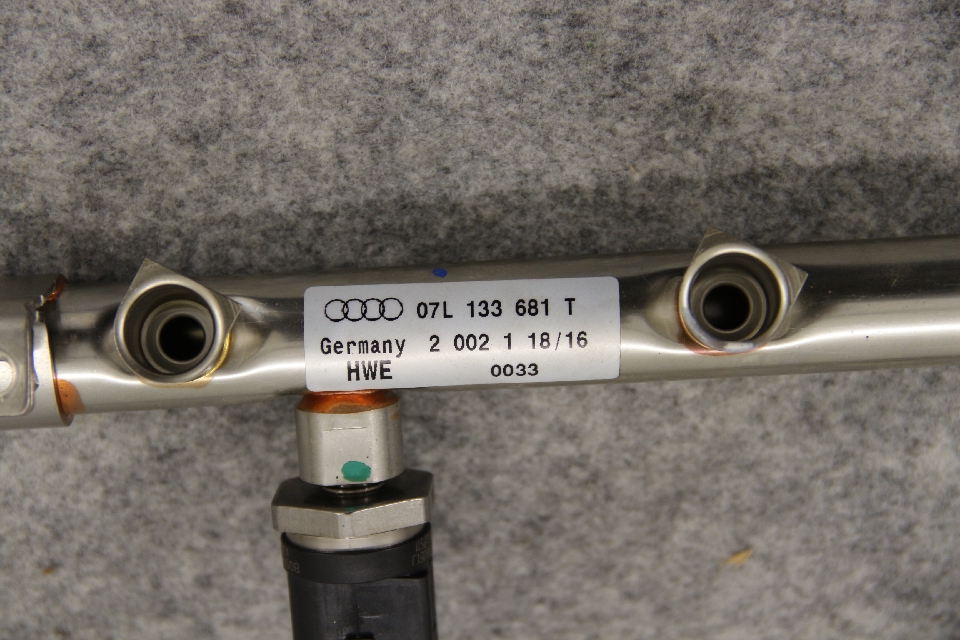 07L 133 681 T
Germany 2 002 1 18/16
HWE 0033